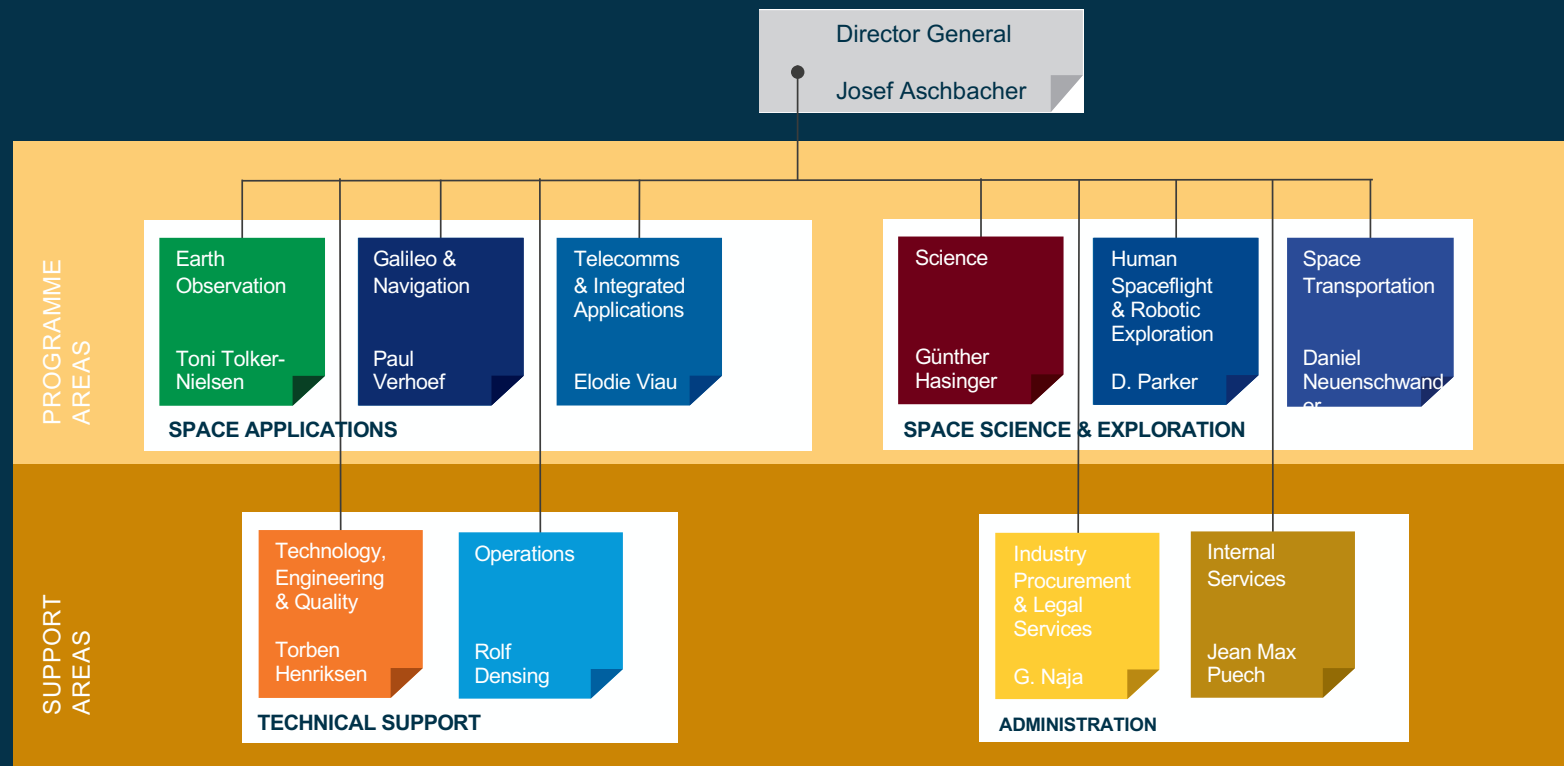 Director General
Josef Aschbacher
PROGRAMME
AREAS
Earth
Observation
Toni Tolker-
Nielsen
Galileo &
Navigation
Paul
Verhoef
Telecomms
& Integrated
Applications
Elodie Viau
SPACE APPLICATIONS
Science
Günther
Hasinger
Human
Spaceflight
& Robotic
Exploration
D. Parker
Space
Transportation
Daniel
Neuenschwand
er
SPACE SCIENCE & EXPLORATION
SUPPORT
AREAS
Technology,
Engineering
& Quality
Torben
Henriksen
Operations
Rolf
Densing
TECHNICAL SUPPORT
Industry
Procurement
& Legal
Services
G. Naja
Internal
Services
Jean Max
Puech
ADMINISTRATION